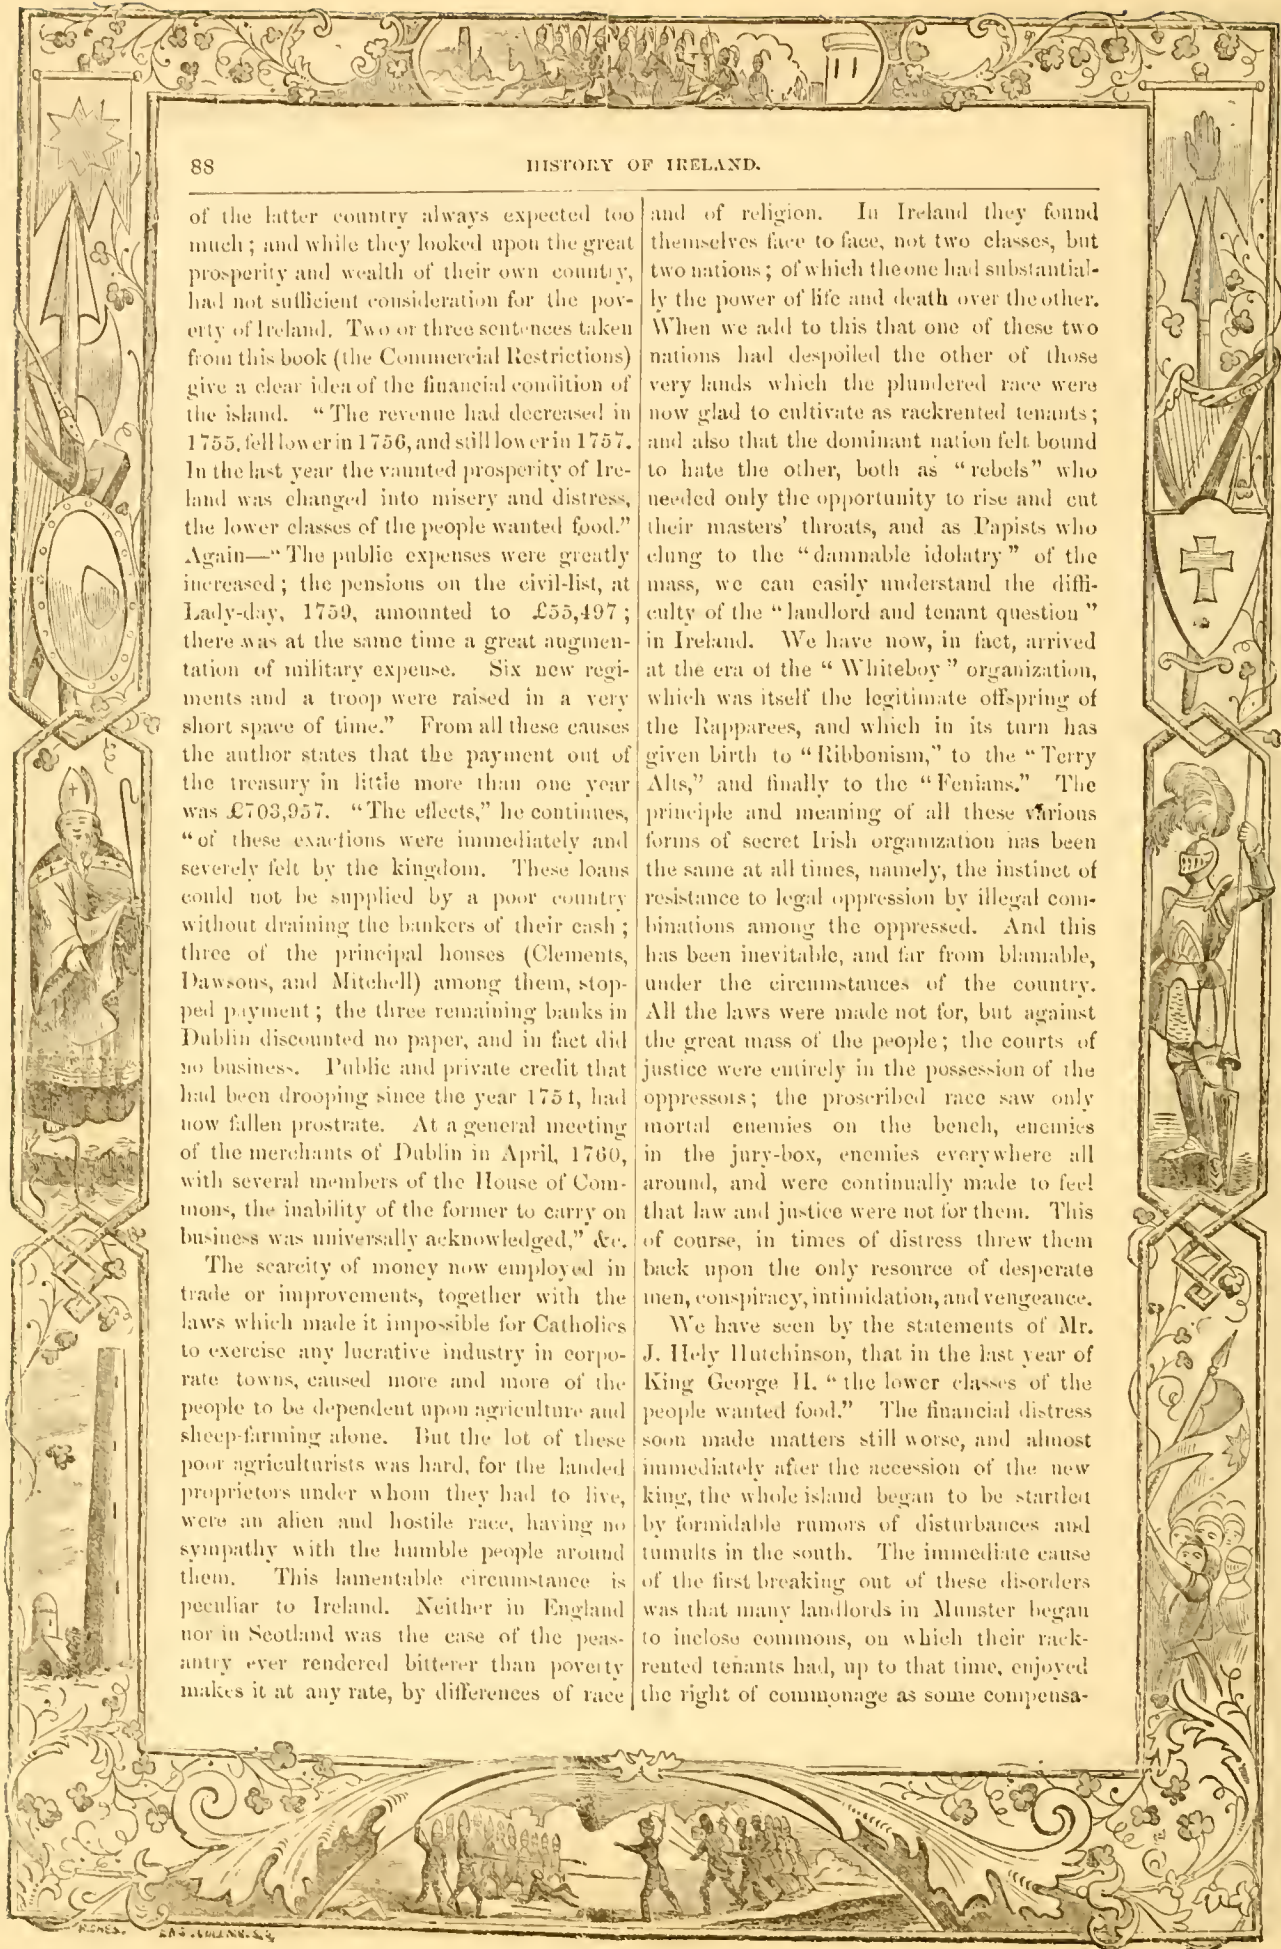 88
HISTORY OF IRELAND.
of the latter country always expected too
much; and while they looked upon the great
prosperity and wealth of their own country,
had not sufficient consideration for the pov-
erty of Ireland. Two or three sentences taken
from this book (the Commercial Restrictions)
give a clear idea of the financial condition of
the island. “The revenue had decreased in
1755, fell lower in 1756, and still lower in 1757.
In the last year the vaunted prosperity of Ire-
land was changed into misery and distress,
the lower classes of the people wanted food.”
Again—“The public expenses were greatly
increased; the pensions on the civil-list, at
Lady-day, 1759, amounted to £55,497;
there was at the same time a great augmen-
tation of military expense. Six new regi-
ments and a troop were raised in a very
short space of time.” From all these causes
the author states that the payment out of
the treasury in little more than one year
was £703,957. “The effects,” he continues,
“of these exactions were immediately and
severely felt by the kingdom. These loans
could not be supplied by a poor country
without draining the bankers of their cash;
three of the principal houses (Clements,
Dawsons, and Mitchell) among them, stop-
ped payment; the three remaining banks in
Dublin discounted no paper, and in fact did
no business. Public and private credit that
had been drooping since the year 1754, had
now fallen prostrate. At a general meeting
of the merchants of Dublin in April, 1760,
with several members of the House of Com-
mons, the inability of the former to carry on
business was universally acknowledged,” &c.
The scarcity of money now employed in
trade or improvements, together with the
laws which made it impossible for Catholics
to exercise any lucrative industry in corpo-
rate towns, caused more and more of the
people to be dependent upon agriculture and
sheep-farming alone. But the lot of these
poor agriculturists was hard, for the landed
proprietors under whom they had to live,
were an alien and hostile race, having no
sympathy with the humble people around
them. This lamentable circumstance is
peculiar to Ireland. Neither in England
nor in Scotland was the case of the peas-
antry ever rendered bitterer than poverty
makes it at any rate, by differences of race
and of religion. In Ireland they found
themselves face to face, not two classes, but
two nations; of which the one had substantial-
ly the power of life and death over the other.
When we add to this that one of these two
nations had despoiled the other of those
very lands which the plundered race were
now glad to cultivate as rackrented tenants;
and also that the dominant nation felt bound
to hate the other, both as “rebels” who
needed only the opportunity to rise and cut
their masters’ throats, and as Papists who
clung to the “damnable idolatry” of the
mass, we can easily understand the diffi-
culty of the “landlord and tenant question”
in Ireland. We have now, in fact, arrived
at the era of the “Whiteboy” organization,
which was itself the legitimate offspring of
the Rapparees, and which in its turn has
given birth to “Ribbonism,” to the “Terry
Alts,” and finally to the “Fenians.” The
principle and meaning of all these various
forms of secret Irish organization has been
the same at all times, namely, the instinct of
resistance to legal oppression by illegal com-
binations among the oppressed. And this
has been inevitable, and far from blamable,
under the circumstances of the country.
All the laws were made not for, but against
the great mass of the people; the courts of
justice were entirely in the possession of the
oppressors; the proscribed race saw only
mortal enemies on the bench, enemies
in the jury-box, enemies everywhere all
around, and were continually made to feel
that law and justice were not for them. This
of course, in times of distress threw them
back upon the only resource of desperate
men, conspiracy, intimidation, and vengeance.
We have seen by the statements of Mr.
J. Hely Hutchinson, that in the last year of
King George II. “the lower classes of the
people wanted food.” The financial distress
soon made matters still worse, and almost
immediately after the accession of the new
king, the whole island began to be startled
by formidable rumors of disturbances and
tumults in the south. The immediate cause
of the first breaking out of these disorders
was that many landlords in Munster began
to inclose commons, on which their rack-
rented tenants had, up to that time, enjoyed
the right of commonage as some compensa-